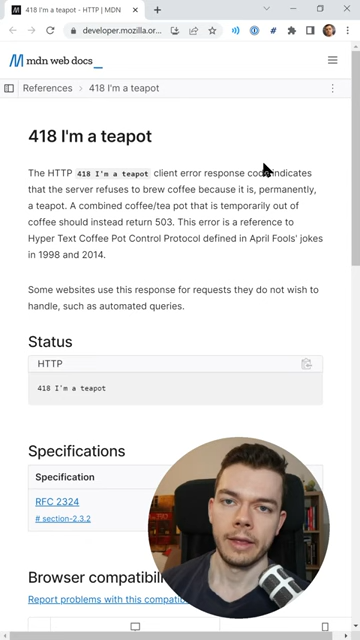 418 I'm a teapot - HTTP | MDN
developer.mozilla.org...
mdn web docs_
References > 418 I'm a teapot
418 I'm a teapot
The HTTP 418 I'm a teapot client error response code indicates
that the server refuses to brew coffee because it is, permanently,
a teapot. A combined coffee/tea pot that is temporarily out of
coffee should instead return 503. This error is a reference to
Hyper Text Coffee Pot Control Protocol defined in April Fools' jokes
in 1998 and 2014.
Some websites use this response for requests they do not wish to
handle, such as automated queries.
Status
HTTP
418 I'm a teapot
Specifications
Specification
RFC 2324
# section-2.3.2
Browser compatibili
Report problems with this compatib